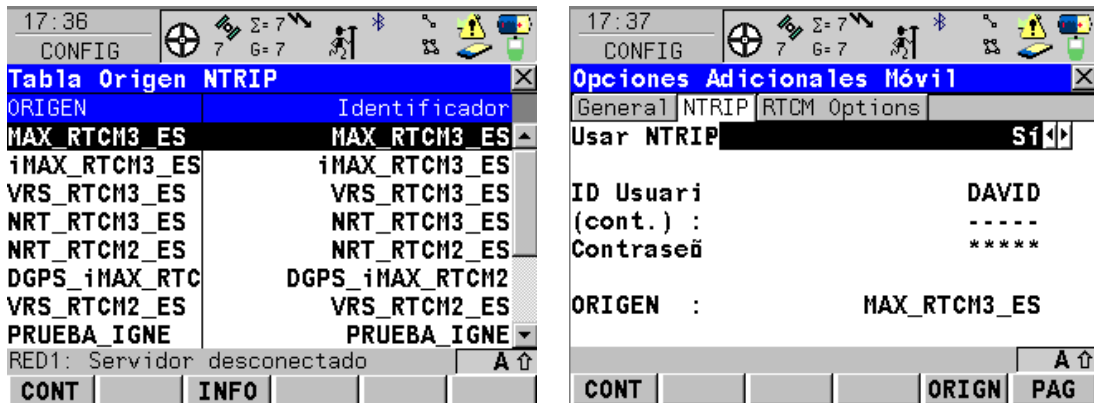 17:36
CONFIG
7
Σ= 7
G= 7
Tabla Origen NTRIP
ORIGEN Identificador
MAX_RTCM3_ES MAX_RTCM3_ES
iMAX_RTCM3_ES iMAX_RTCM3_ES
VRS_RTCM3_ES VRS_RTCM3_ES
NRT_RTCM3_ES NRT_RTCM3_ES
NRT_RTCM2_ES NRT_RTCM2_ES
DGPS_iMAX_RTC DGPS_iMAX_RTCM2
VRS_RTCM2_ES VRS_RTCM2_ES
PRUEBA_IGNE PRUEBA_IGNE
RED1: Servidor desconectado A
CONT INFO
17:37
CONFIG
7
Σ= 7
G= 7
Opciones Adicionales Móvil
General NTRIP RTCM Options
Usar NTRIP Sí
ID Usuari DAVID
(cont.) : -----
Contraseñ *****
ORIGEN : MAX_RTCM3_ES
A
CONT ORIGN PAG